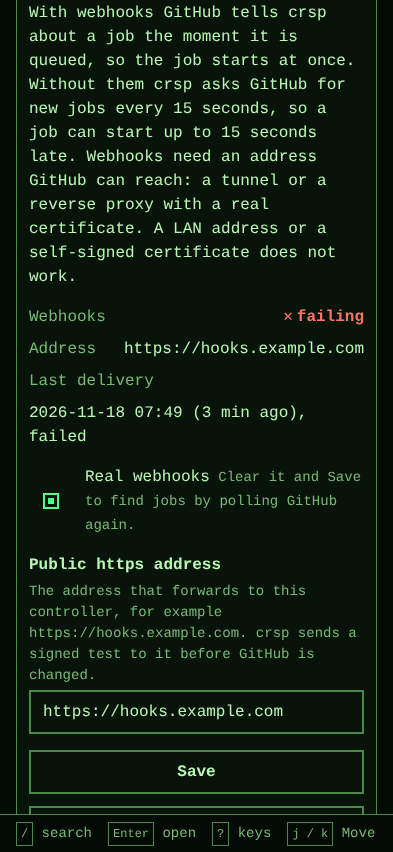 With webhooks GitHub tells crsp
about a job the moment it is
queued, so the job starts at once.
Without them crsp asks GitHub for
new jobs every 15 seconds, so a
job can start up to 15 seconds
late. Webhooks need an address
GitHub can reach: a tunnel or a
reverse proxy with a real
certificate. A LAN address or a
self-signed certificate does not
work.
Webhooks × failing
Address https://hooks.example.com
Last delivery
2026-11-18 07:49 (3 min ago),
failed
Real webhooks Clear it and Save
to find jobs by polling GitHub
again.
Public https address
The address that forwards to this
controller, for example
https://hooks.example.com. crsp sends a
signed test to it before GitHub is
changed.
https://hooks.example.com
Save
/ search Enter open ? keys j / k Move